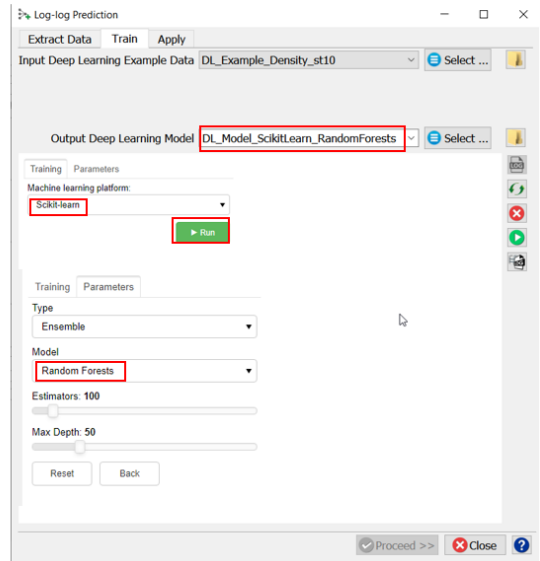 Log-log Prediction
Extract Data Train Apply
Input Deep Learning Example Data DL_Example_Density_st10 Select ...
Output Deep Learning Model DL_Model_ScikitLearn_RandomForests Select ...
Training Parameters
Machine learning platform:
Scikit-learn
Run
Training Parameters
Type
Ensemble
Model
Random Forests
Estimators: 100
Max Depth: 50
Reset Back
Proceed >> Close ?